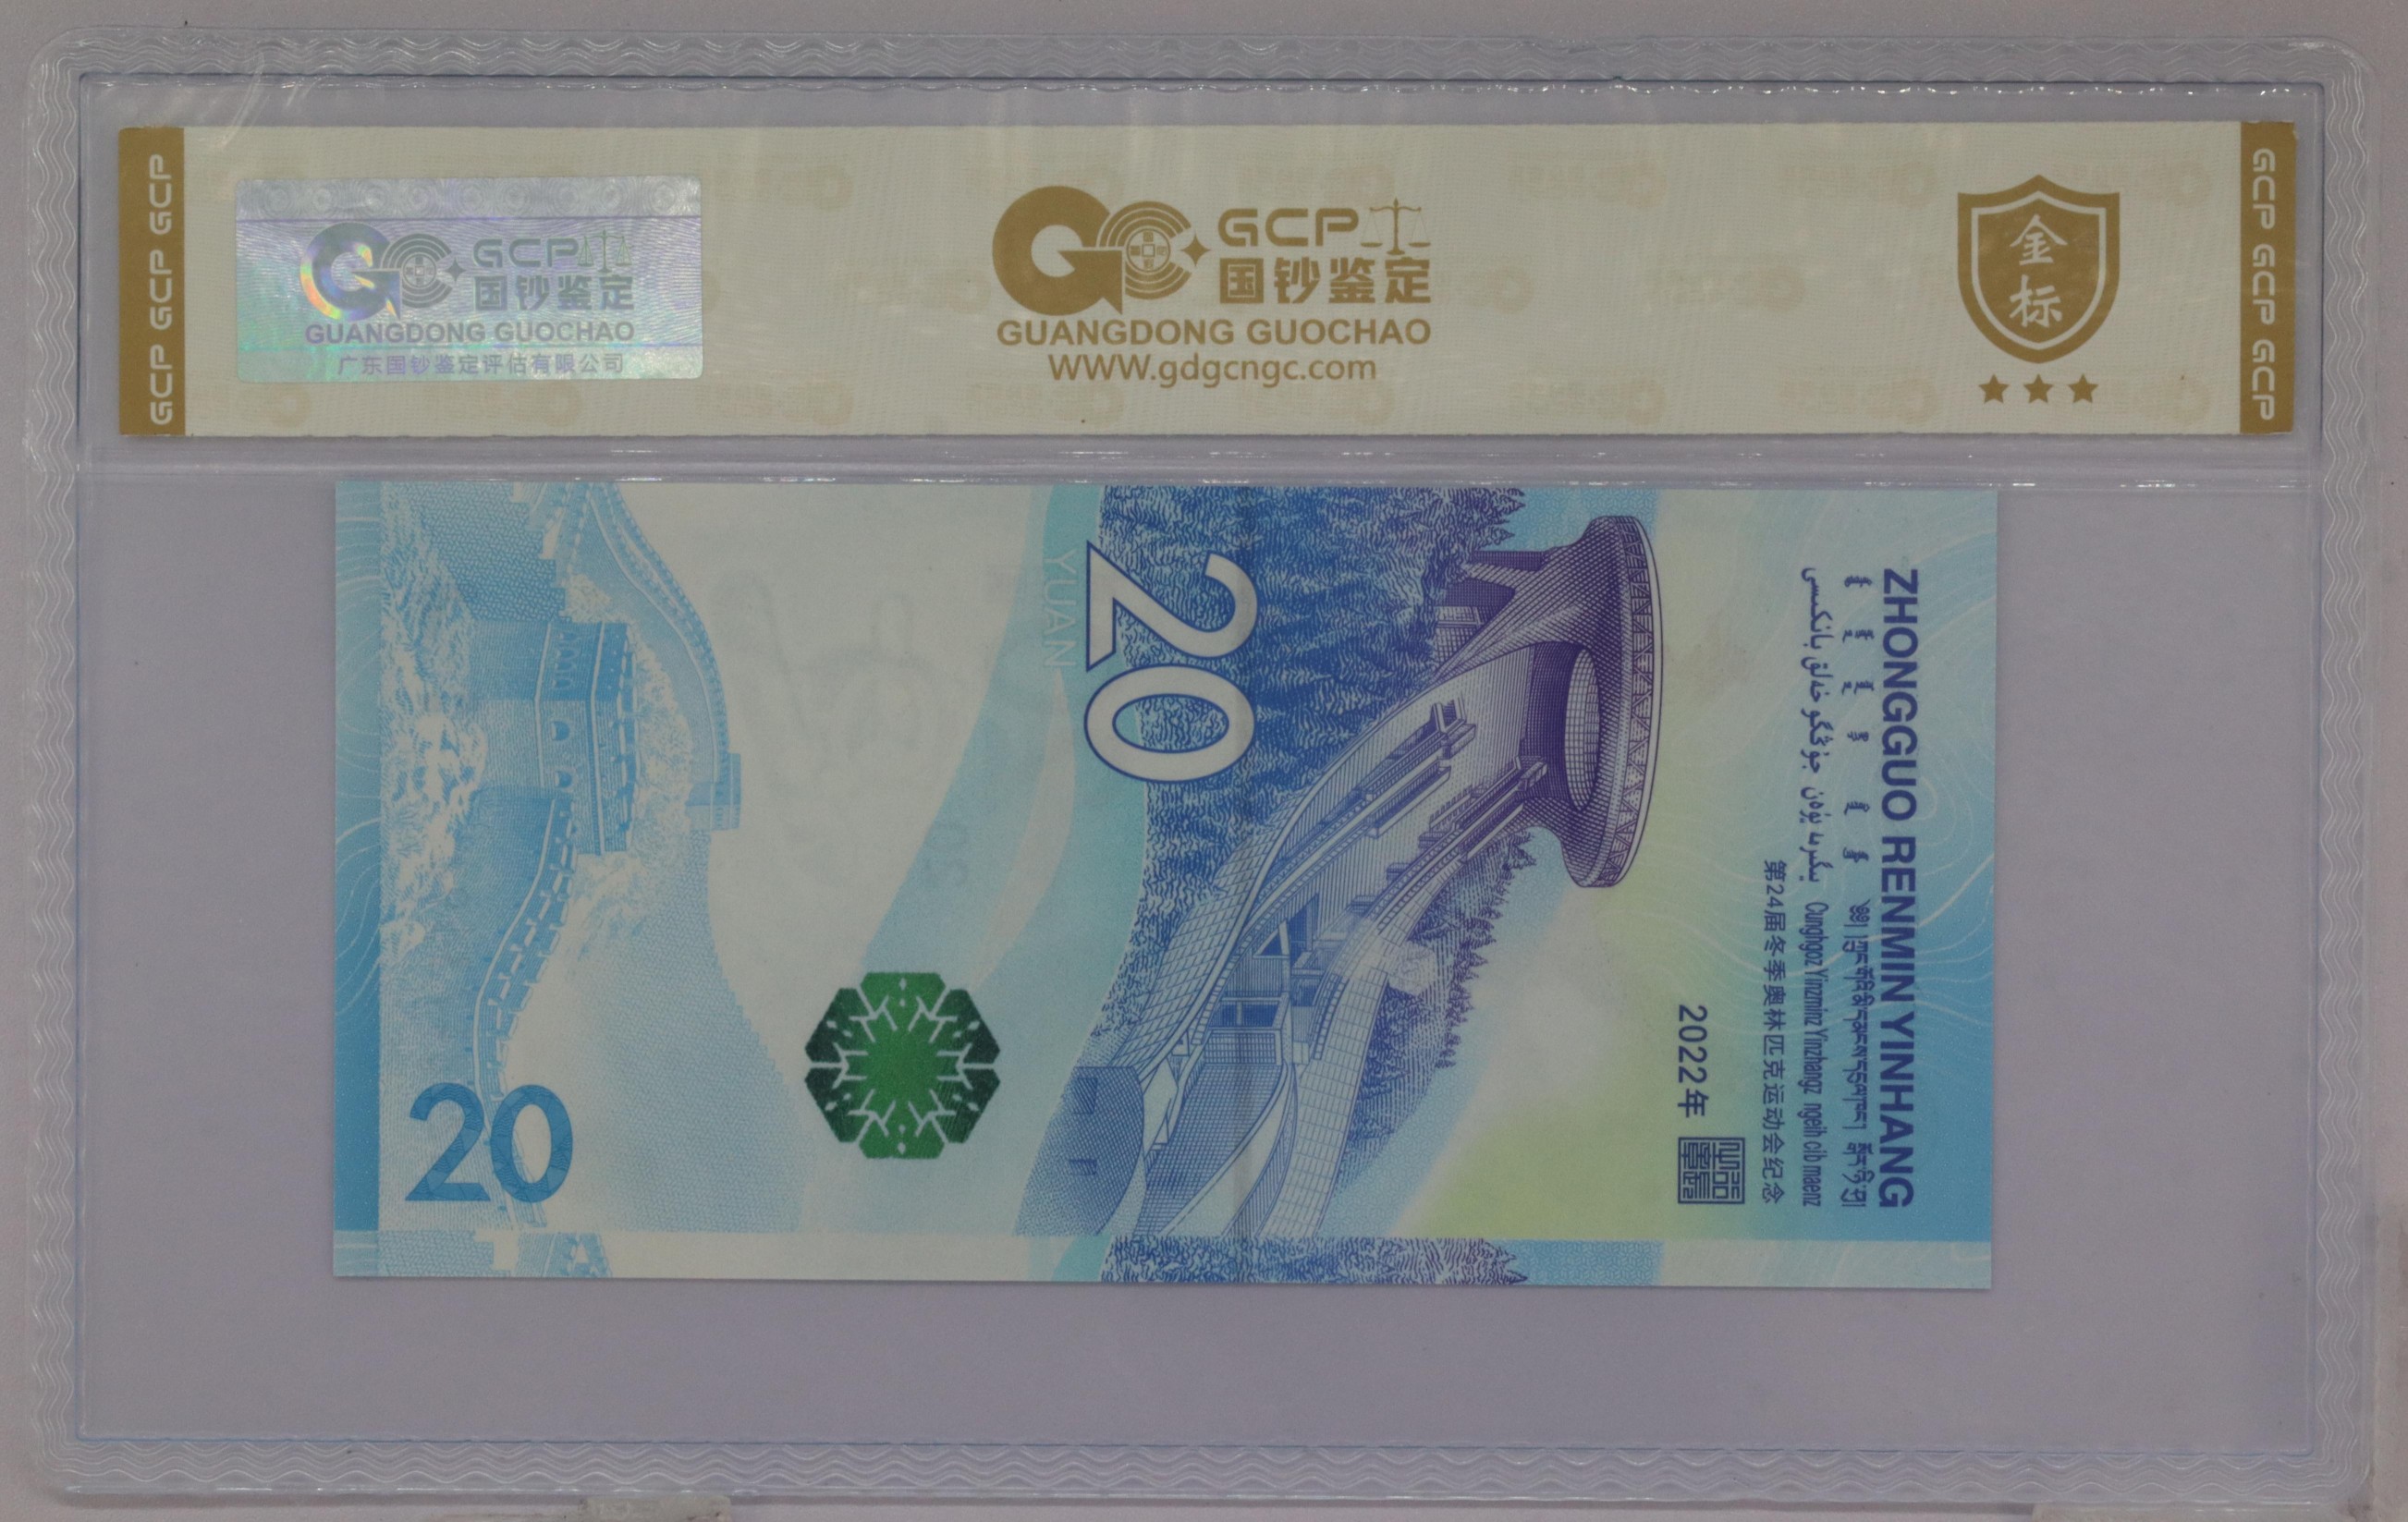 GCP GCP GCP
GCP
国钞鉴定
GUANGDONG GUOCHAO
广东国钞鉴定评估有限公司
GCP
国钞鉴定
GUANGDONG GUOCHAO
WWW.gdgcngc.com
金
标
GCP GCP GCP
ZHONGGUO RENMIN YINHANG
Cunghgoz Yinzminz Yinzhangz ngeih cib maenz
第24届冬季奥林匹克运动会纪念
2022年
20
YUAN
20